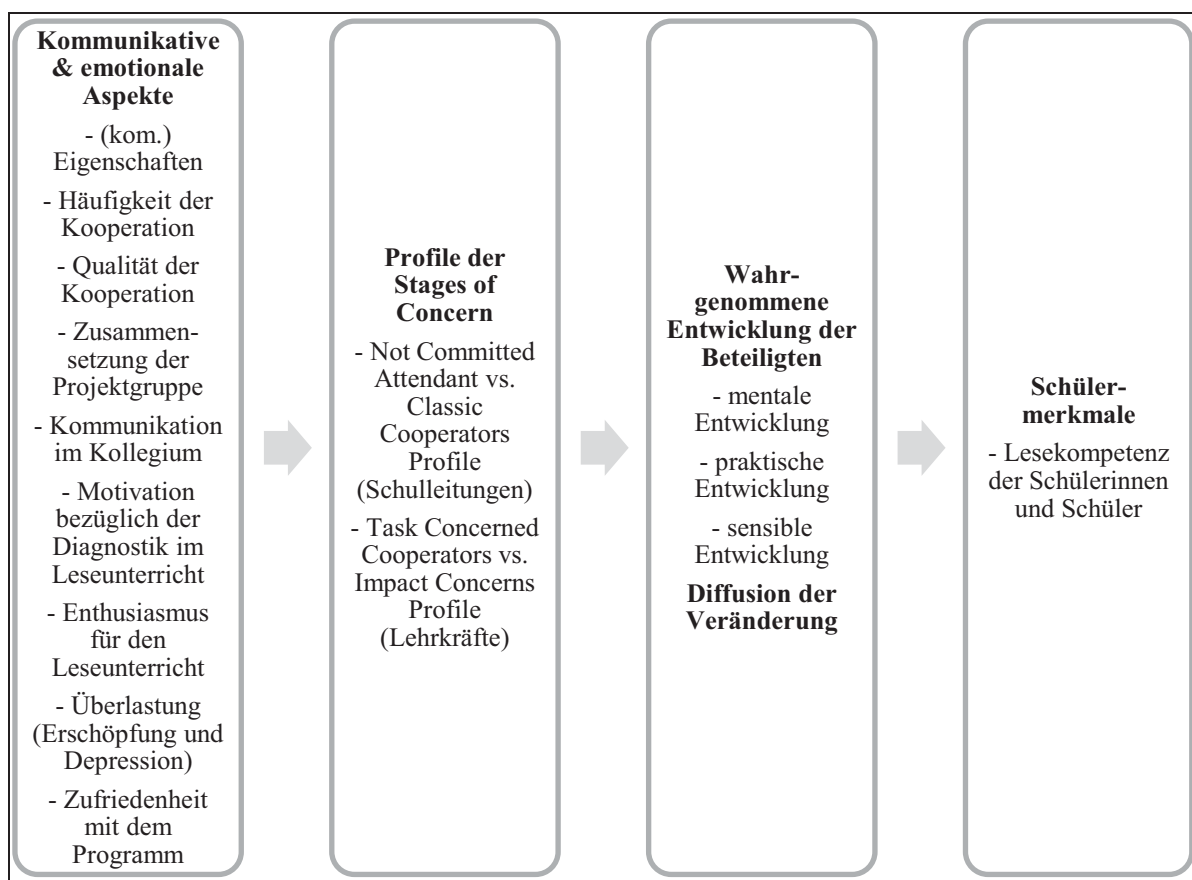 Kommunikative
& emotionale
Aspekte
- (kom.)
Eigenschaften
- Häufigkeit der
Kooperation
- Qualität der
Kooperation
- Zusammen-
setzung der
Projektgruppe
- Kommunikation
im Kollegium
- Motivation
bezüglich der
Diagnostik im
Leseunterricht
- Enthusiasmus
für den
Leseunterricht
- Überlastung
(Erschöpfung und
Depression)
- Zufriedenheit
mit dem
Programm
Profile der
Stages of
Concern
- Not Committed
Attendant vs.
Classic
Cooperators
Profile
(Schulleitungen)
- Task Concerned
Cooperators vs.
Impact Concerns
Profile
(Lehrkräfte)
Wahr-
genommene
Entwicklung der
Beteiligten
- mentale
Entwicklung
- praktische
Entwicklung
- sensible
Entwicklung
Diffusion der
Veränderung
Schüler-
merkmale
- Lesekompetenz
der Schülerinnen
und Schüler